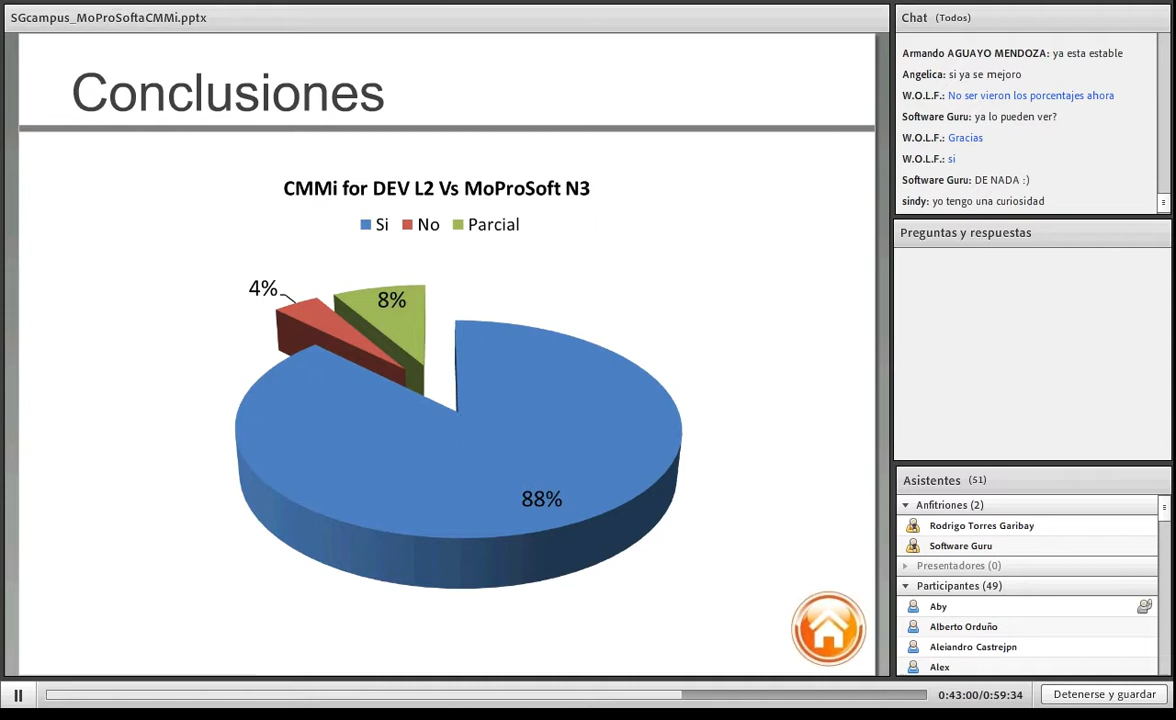 SGcampus_MoProSoftaCMMi.pptx
Conclusiones
CMMi for DEV L2 Vs MoProSoft N3
Si No Parcial
4%
8%
88%
Chat (Todos)
Armando AGUAYO MENDOZA: ya esta estable
Angelica: si ya se mejoro
W.O.L.F.: No ser vieron los porcentajes ahora
Software Guru: ya lo pueden ver?
W.O.L.F.: Gracias
W.O.L.F.: si
Software Guru: DE NADA :)
sindy: yo tengo una curiosidad
Preguntas y respuestas
Asistentes (51)
Anfitriones (2)
Rodrigo Torres Garibay
Software Guru
Presentadores (0)
Participantes (49)
Aby
Alberto Orduño
Alejandro Castrejpn
Alex
0:43:00/0:59:34
Detenerse y guardar